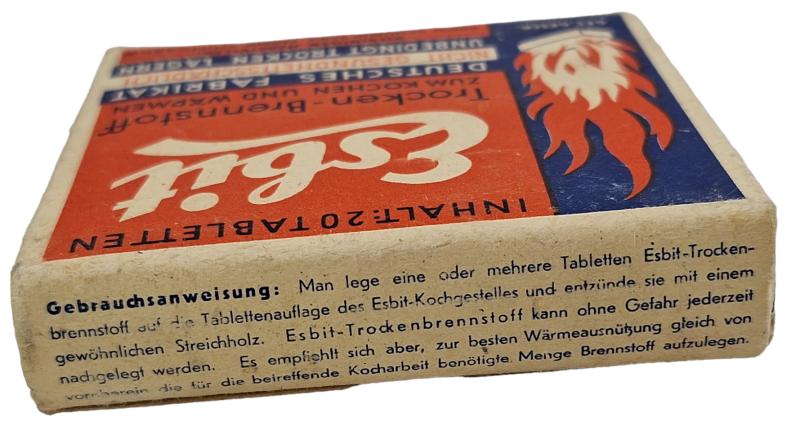 GES. GESCH.
INHALT: 20 TABLETTEN
Esbit
Trocken-Brennstoff
ZUM KOCHEN UND WÄRMEN
DEUTSCHES FABRIKAT
NICHT GESUNDHEITSSCHÄDLICH
UNBEDINGT TROCKEN LAGERN
Gebrauchsanweisung: Man lege eine oder mehrere Tabletten Esbit-Trocken-
brennstoff auf die Tablettenauflage des Esbit-Kochgestelles und entzünde sie mit einem
gewöhnlichen Streichholz. Esbit-Trockenbrennstoff kann ohne Gefahr jederzeit
nachgelegt werden. Es empfiehlt sich aber, zur besten Wärmeausnützung gleich von
vornherein die für die betreffende Kocharbeit benötigte Menge Brennstoff aufzulegen.